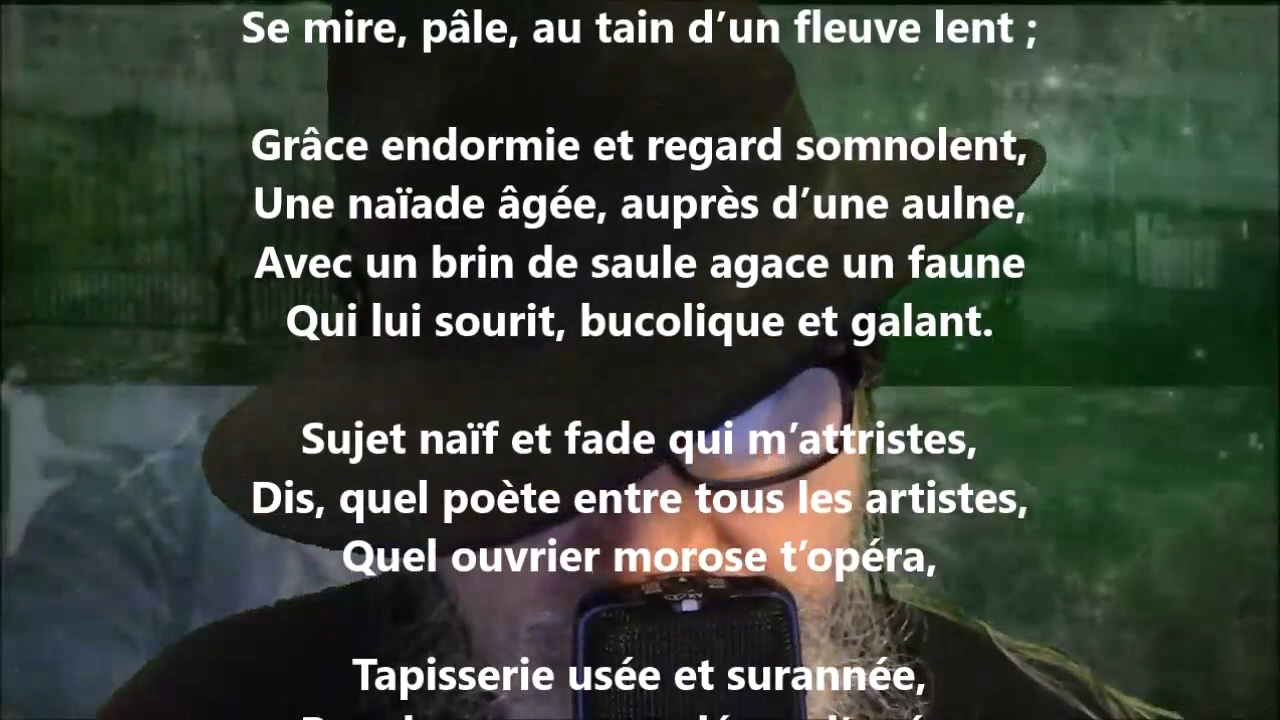 Se mire, pâle, au tain d’un fleuve lent ;
Grâce endormie et regard somnolent,
Une naïade âgée, auprès d’une aulne,
Avec un brin de saule agace un faune
Qui lui sourit, bucolique et galant.
Sujet naïf et fade qui m’attristes,
Dis, quel poète entre tous les artistes,
Quel ouvrier morose t’opéra,
Tapisserie usée et surannée,